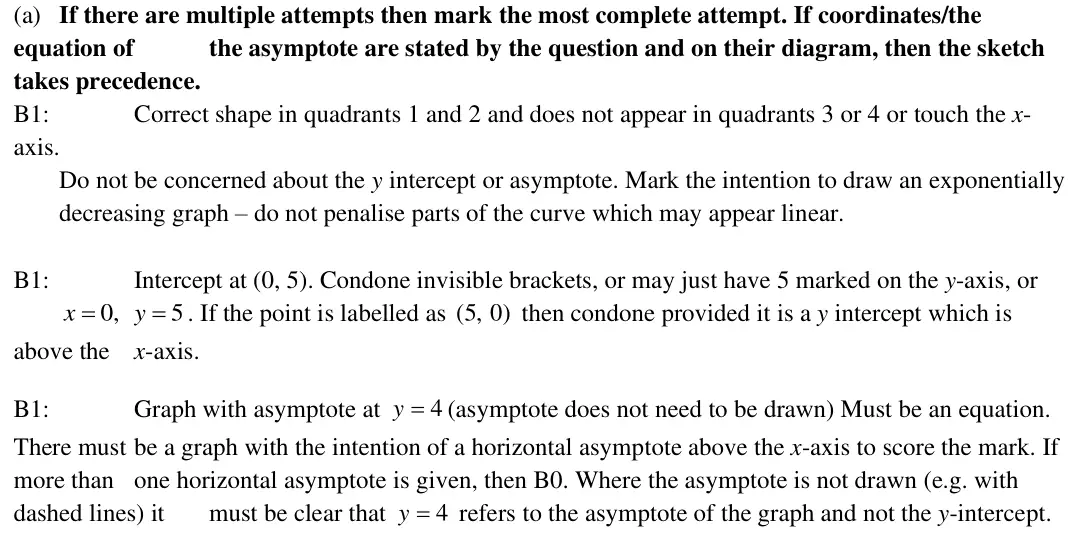 (a) If there are multiple attempts then mark the most complete attempt. If coordinates/the
equation of the asymptote are stated by the question and on their diagram, then the sketch
takes precedence.
B1: Correct shape in quadrants 1 and 2 and does not appear in quadrants 3 or 4 or touch the x-
axis.
Do not be concerned about the y intercept or asymptote. Mark the intention to draw an exponentially
decreasing graph – do not penalise parts of the curve which may appear linear.
B1: Intercept at (0, 5). Condone invisible brackets, or may just have 5 marked on the y-axis, or
x = 0, y = 5. If the point is labelled as (5, 0) then condone provided it is a y intercept which is
above the x-axis.
B1: Graph with asymptote at y = 4 (asymptote does not need to be drawn) Must be an equation.
There must be a graph with the intention of a horizontal asymptote above the x-axis to score the mark. If
more than one horizontal asymptote is given, then B0. Where the asymptote is not drawn (e.g. with
dashed lines) it must be clear that y = 4 refers to the asymptote of the graph and not the y-intercept.